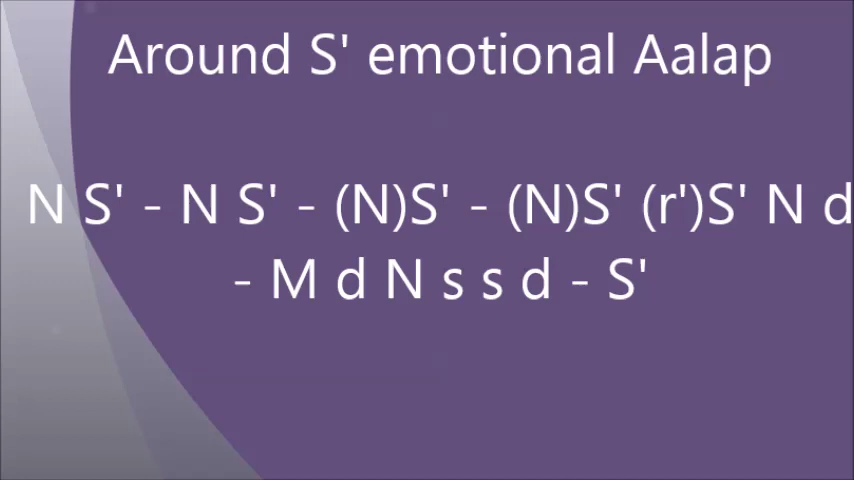 Around S' emotional Aalap
N S' - N S' - (N)S' - (N)S' (r')S' N d
- M d N s s d - S'